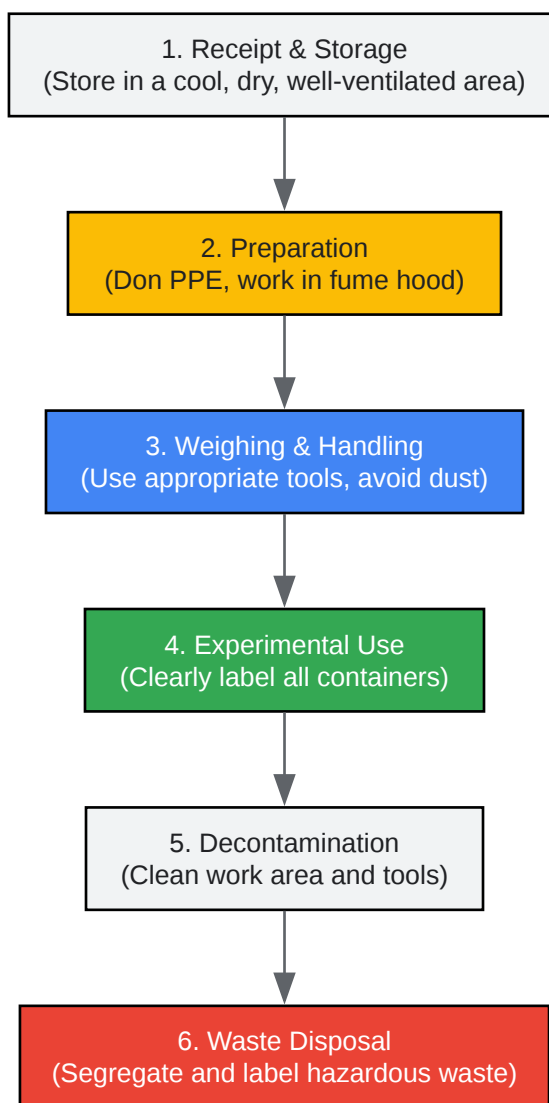 1. Receipt & Storage
(Store in a cool, dry, well-ventilated area)
2. Preparation
(Don PPE, work in fume hood)
3. Weighing & Handling
(Use appropriate tools, avoid dust)
4. Experimental Use
(Clearly label all containers)
5. Decontamination
(Clean work area and tools)
6. Waste Disposal
(Segregate and label hazardous waste)